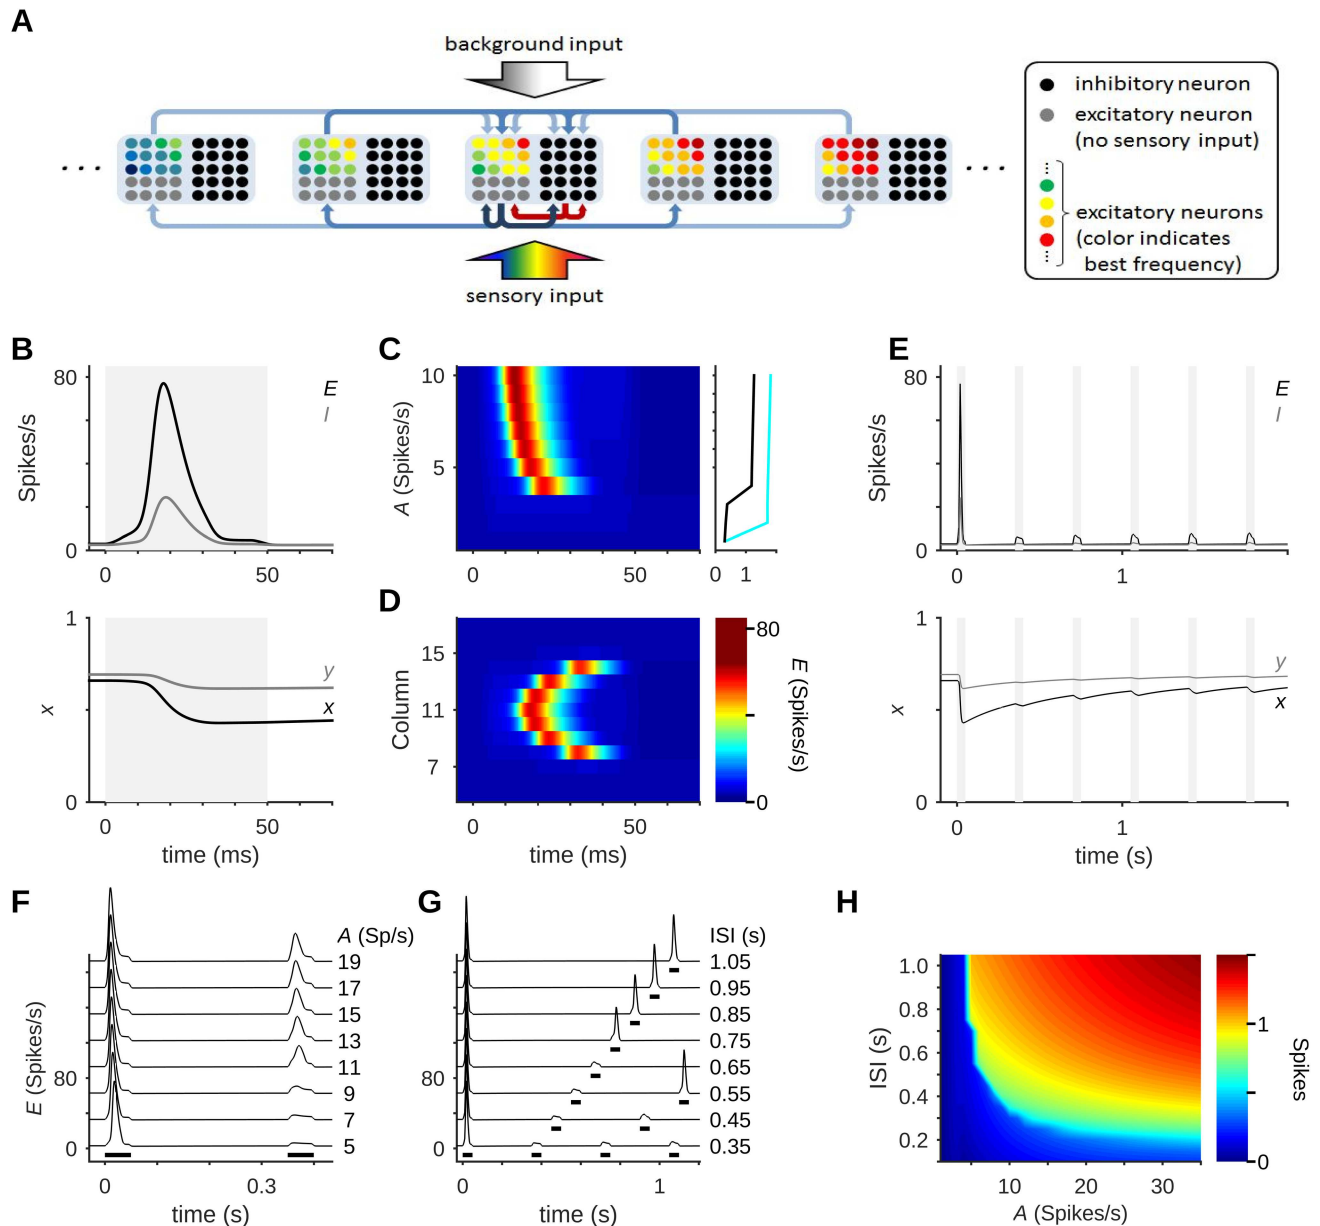 A
background input
sensory input
inhibitory neuron
excitatory neuron
(no sensory input)
excitatory neurons
(color indicates
best frequency)
B
80
Spikes/s
E
I
0
0
50
1
x
y
x
0
0
50
time (ms)
C
10
5
A (Spikes/s)
0
50
0 1
D
15
11
7
Column
0
50
time (ms)
80
0
E (Spikes/s)
E
80
Spikes/s
E
I
0
0
1
1
x
y
x
0
0
1
time (s)
F
A (Sp/s)
19
17
15
13
11
9
7
5
80
0
E (Spikes/s)
0
0.3
time (s)
G
ISI (s)
1.05
0.95
0.85
0.75
0.65
0.55
0.45
0.35
80
0
0
1
time (s)
H
1.0
0.8
0.6
0.4
0.2
ISI (s)
10
20
30
A (Spikes/s)
1
0
Spikes